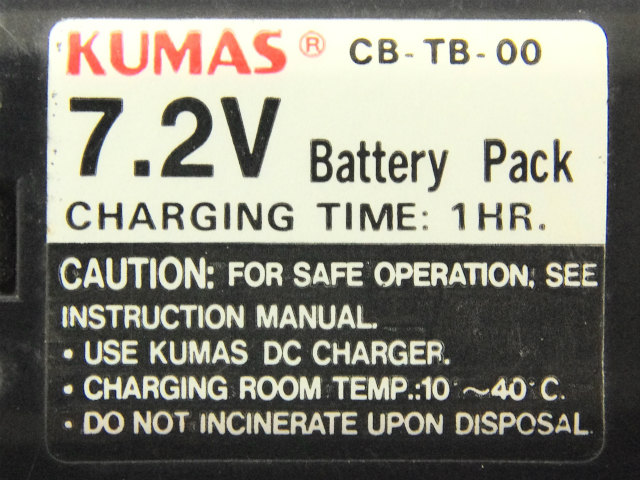 KUMAS® CB-TB-00
7.2V Battery Pack
CHARGING TIME: 1HR.
CAUTION: FOR SAFE OPERATION, SEE
INSTRUCTION MANUAL.
• USE KUMAS DC CHARGER.
• CHARGING ROOM TEMP.:10°~40°C.
• DO NOT INCINERATE UPON DISPOSAL.